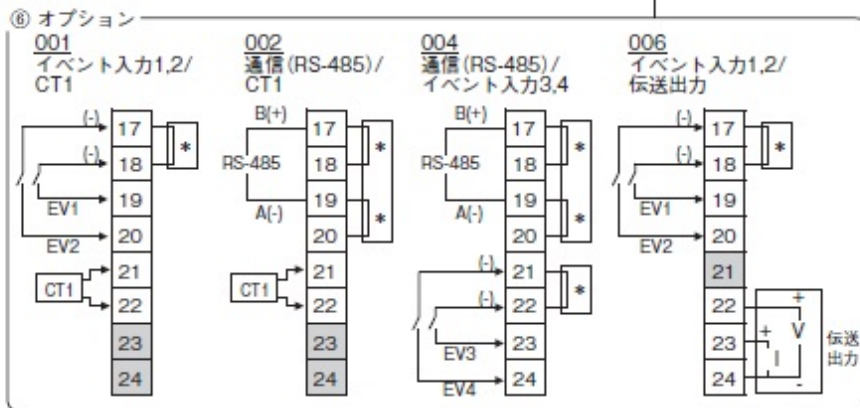 ⑥ オプション
001
イベント入力1,2/
CT1
(-)
17
*
(-)
18
19
EV1
20
EV2
21
CT1
22
23
24
002
通信(RS-485)/
CT1
B(+)
17
*
18
RS-485
19
A(-)
*
20
21
CT1
22
23
24
004
通信(RS-485)/
イベント入力3,4
B(+)
17
*
18
RS-485
19
A(-)
*
20
(-)
21
*
(-)
22
23
EV3
24
EV4
006
イベント入力1,2/
伝送出力
(-)
17
*
(-)
18
19
EV1
20
EV2
21
22
+
23
+
V
I
24
-
伝送
出力